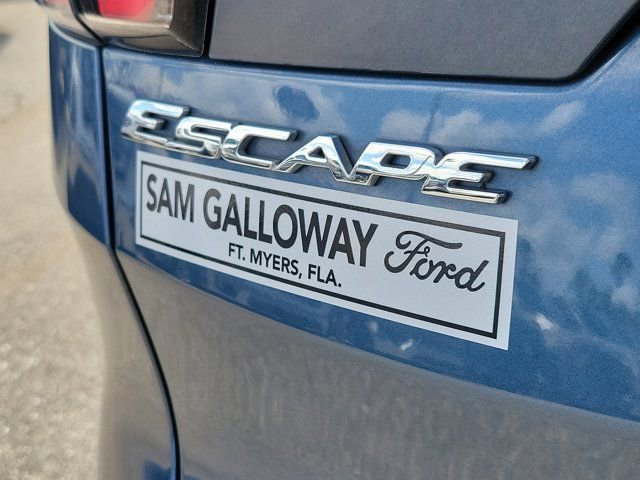 ESCAPE
SAM GALLOWAY Ford
FT. MYERS, FLA.